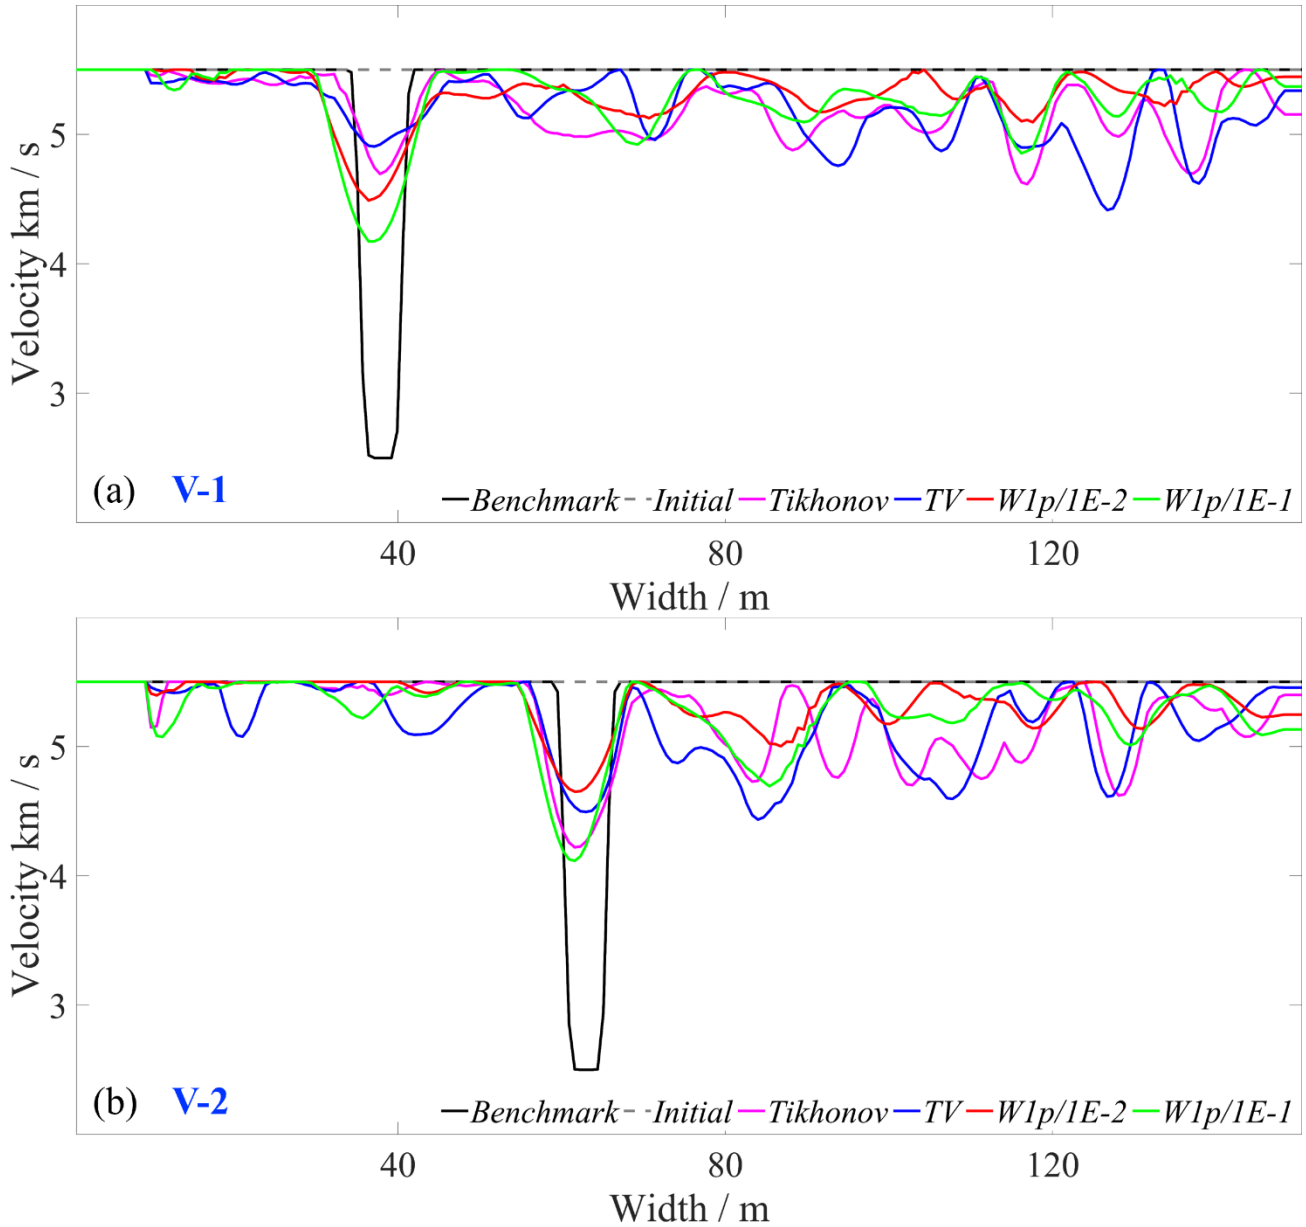 5
4
3
Velocity km / s
(a) V-1
Benchmark Initial Tikhonov TV W1p/1E-2 W1p/1E-1
40 80 120
Width / m
5
4
3
Velocity km / s
(b) V-2
Benchmark Initial Tikhonov TV W1p/1E-2 W1p/1E-1
40 80 120
Width / m